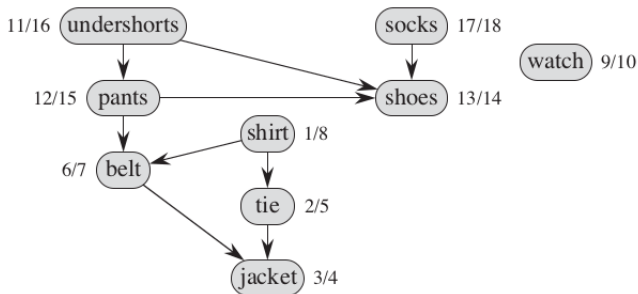 11/16 undershorts socks 17/18
watch 9/10
12/15 pants shoes 13/14
shirt 1/8
6/7 belt
tie 2/5
jacket 3/4